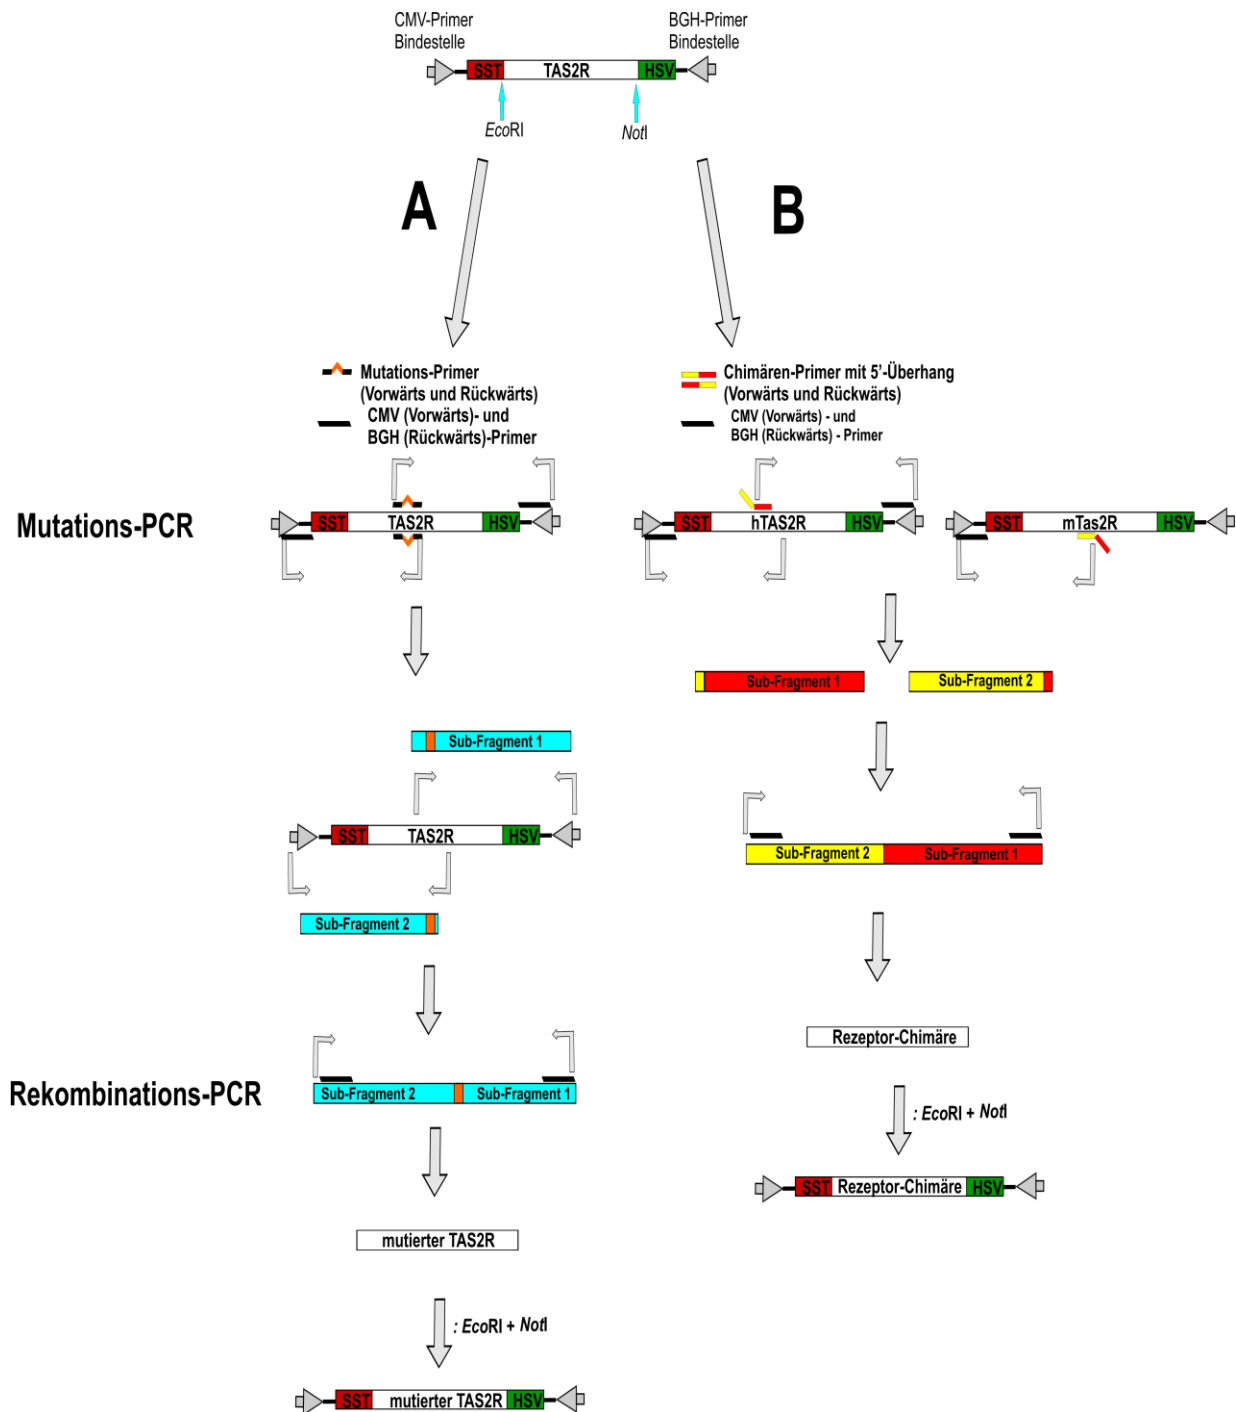 CMV-Primer
Bindestelle
BGH-Primer
Bindestelle
SST TAS2R HSV
EcoRI
NotI
A
B
Mutations-Primer
(Vorwärts und Rückwärts)
CMV (Vorwärts)- und
BGH (Rückwärts)-Primer
Chimären-Primer mit 5'-Überhang
(Vorwärts und Rückwärts)
CMV (Vorwärts) - und
BGH (Rückwärts) - Primer
Mutations-PCR
SST TAS2R HSV
SST hTAS2R HSV
SST mTas2R HSV
Sub-Fragment 1
Sub-Fragment 2
Sub-Fragment 1
SST TAS2R HSV
Sub-Fragment 2
Sub-Fragment 2 Sub-Fragment 1
Rekombinations-PCR
Sub-Fragment 2 Sub-Fragment 1
Rezeptor-Chimäre
: EcoRI + NotI
SST Rezeptor-Chimäre HSV
mutierter TAS2R
: EcoRI + NotI
SST mutierter TAS2R HSV